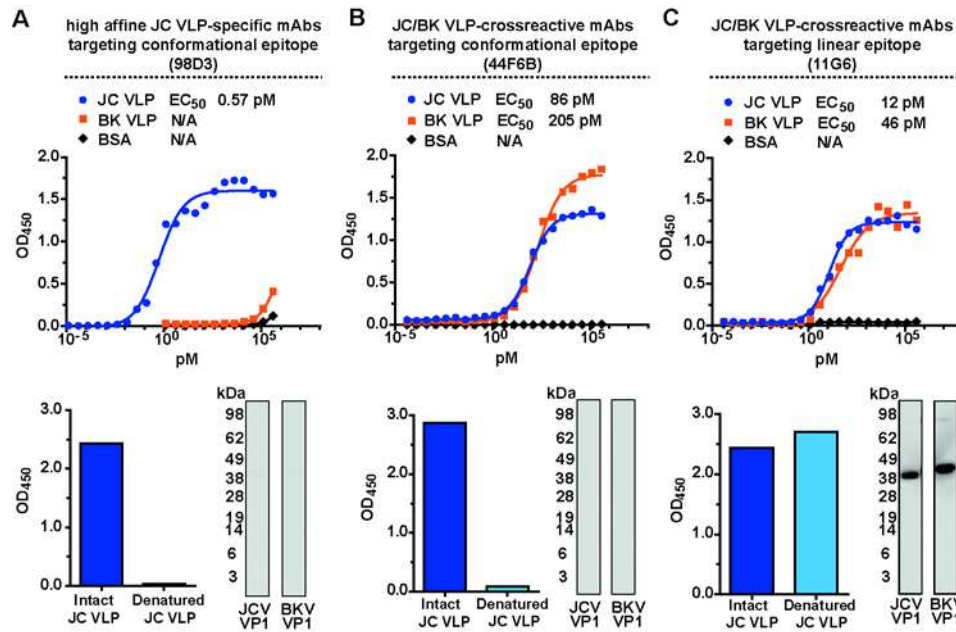 A
high affine JC VLP-specific mAbs
targeting conformational epitope
(98D3)
JC VLP EC50 0.57 pM
BK VLP N/A
BSA N/A
2.0
1.5
1.0
0.5
0.0
OD450
10-5 100 105
pM
kDa
98
62
49
38
28
19
14
6
3
3.0
2.0
1.0
0.0
OD450
Intact
JC VLP
Denatured
JC VLP
JCV
VP1
BKV
VP1
B
JC/BK VLP-crossreactive mAbs
targeting conformational epitope
(44F6B)
JC VLP EC50 86 pM
BK VLP EC50 205 pM
BSA N/A
2.0
1.5
1.0
0.5
0.0
OD450
10-5 100 105
pM
kDa
98
62
49
38
28
19
14
6
3
3.0
2.0
1.0
0.0
OD450
Intact
JC VLP
Denatured
JC VLP
JCV
VP1
BKV
VP1
C
JC/BK VLP-crossreactive mAbs
targeting linear epitope
(11G6)
JC VLP EC50 12 pM
BK VLP EC50 46 pM
BSA N/A
2.0
1.5
1.0
0.5
0.0
OD450
10-5 100 105
pM
kDa
98
62
49
38
28
19
14
6
3
3.0
2.0
1.0
0.0
OD450
Intact
JC VLP
Denatured
JC VLP
JCV
VP1
BKV
VP1